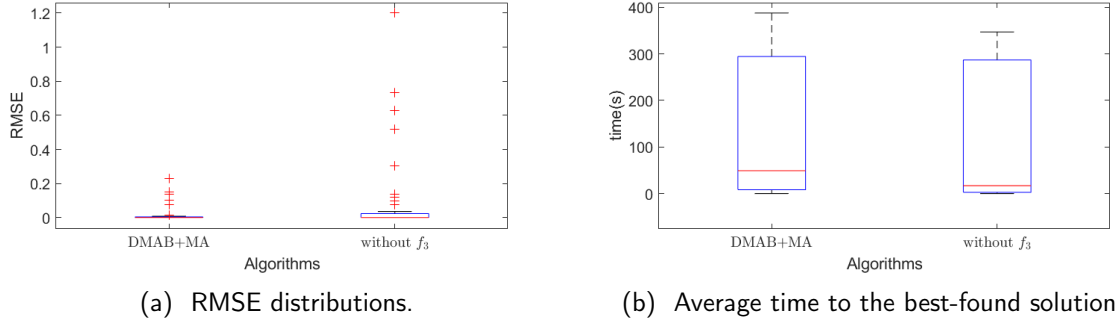 1.2
1
0.8
0.6
0.4
0.2
0
RMSE
DMAB+MA
without f₃
Algorithms
(a) RMSE distributions.
400
300
200
100
0
time(s)
DMAB+MA
without f₃
Algorithms
(b) Average time to the best-found solution